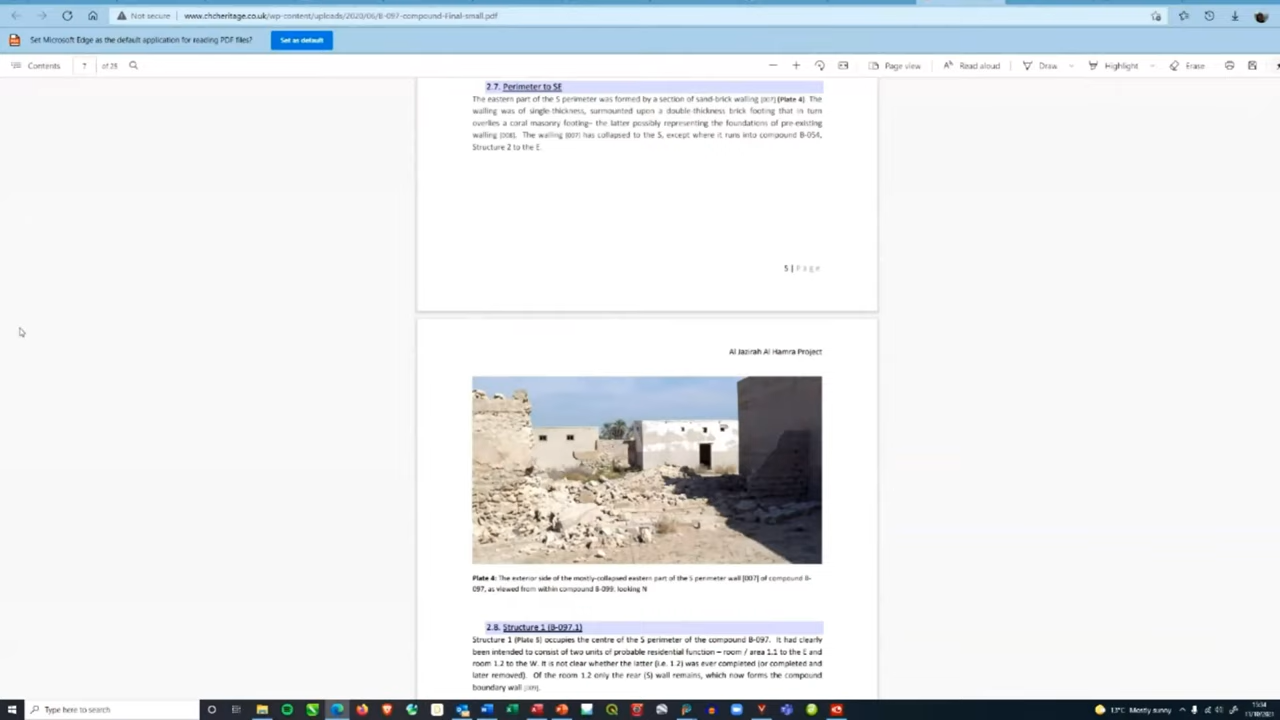 Not secure
www.chcheritage.co.uk/wp-content/uploads/2020/06/B-097-compound-Final-small.pdf
Set Microsoft Edge as the default application for reading PDF files?
Set as default
Contents
7 of 25
Page view
Read aloud
Draw
Highlight
Erase
2.7. Perimeter to SE
The eastern part of the S perimeter was formed by a section of sand-brick walling [007] (Plate 4). The
walling was of single-thickness, surmounted upon a double-thickness brick footing that in turn
overlies a coral masonry footing– the latter possibly representing the foundations of pre-existing
walling [008]. The walling [007] has collapsed to the S, except where it runs into compound B-054,
Structure 2 to the E.
5 | Page
Al Jazirah Al Hamra Project
Plate 4: The exterior side of the mostly-collapsed eastern part of the S perimeter wall [007] of compound B-
097, as viewed from within compound B-099, looking N
2.8. Structure 1 (B-097.1)
Structure 1 (Plate 5) occupies the centre of the S perimeter of the compound B-097. It had clearly
been intended to consist of two units of probable residential function – room / area 1.1 to the E and
room 1.2 to the W. It is not clear whether the latter (i.e. 1.2) was ever completed (or completed and
later removed). Of the room 1.2 only the rear (S) wall remains, which now forms the compound
boundary wall
Type here to search
13°C Mostly sunny
15:34